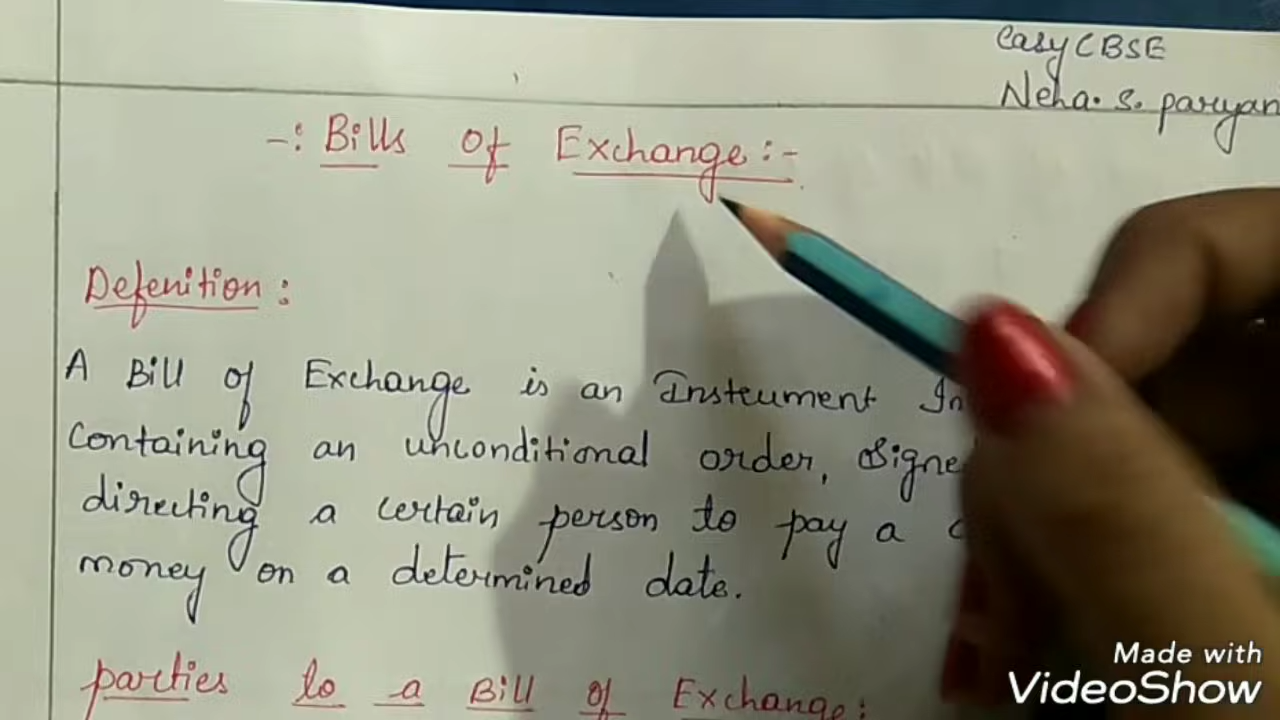 easy CBSE
Neha. S. paryan
-: Bills of Exchange :-
Defenition :
A Bill of Exchange is an Instrument In
containing an unconditional order, signe
directing a certain person to pay a c
money on a determined date.
parties to a Bill of Exchange:
Made with
VideoShow